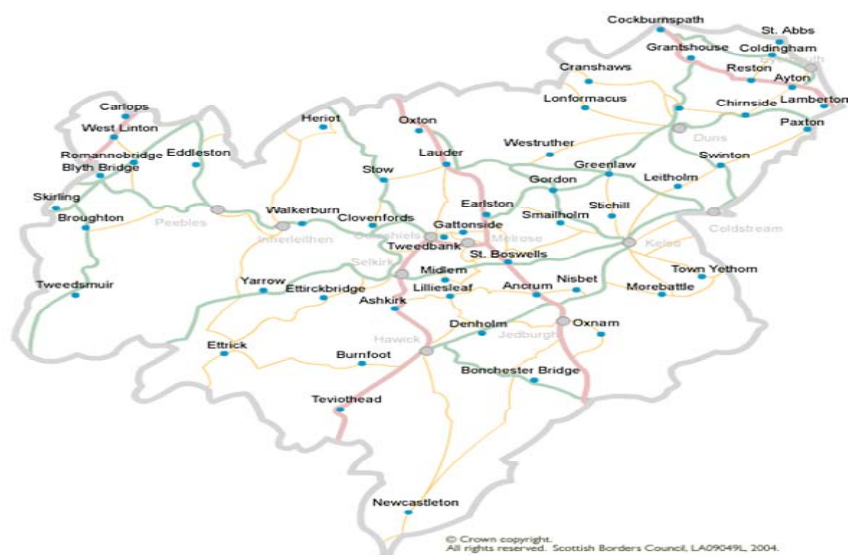 Cockburnspath
St. Abbs
Grantshouse
Coldingham
Cranshaws
Reston
Ayton
Carlops
Heriot
Oxton
Lonformacus
Chirnside
Lamberton
West Linton
Paxton
Romannobridge
Eddleston
Lauder
Westruther
Duns
Blyth Bridge
Stow
Greenlaw
Swinton
Skirling
Gordon
Leitholm
Broughton
Peebles
Walkerburn
Clovenfords
Earlston
Smailholm
Stichill
Coldstream
Innerleithen
Galashiels
Gattonside
Melrose
Kelso
Tweedbank
St. Boswells
Selkirk
Midlem
Town Yetholm
Tweedsmuir
Yarrow
Ettirckbridge
Lilliesleaf
Ancrum
Nisbet
Morebattle
Ashkirk
Ettrick
Hawick
Denholm
Jedburgh
Oxnam
Burnfoot
Bonchester Bridge
Teviothead
Newcastleton
© Crown copyright.
All rights reserved. Scottish Borders Council, LA09049L, 2004.